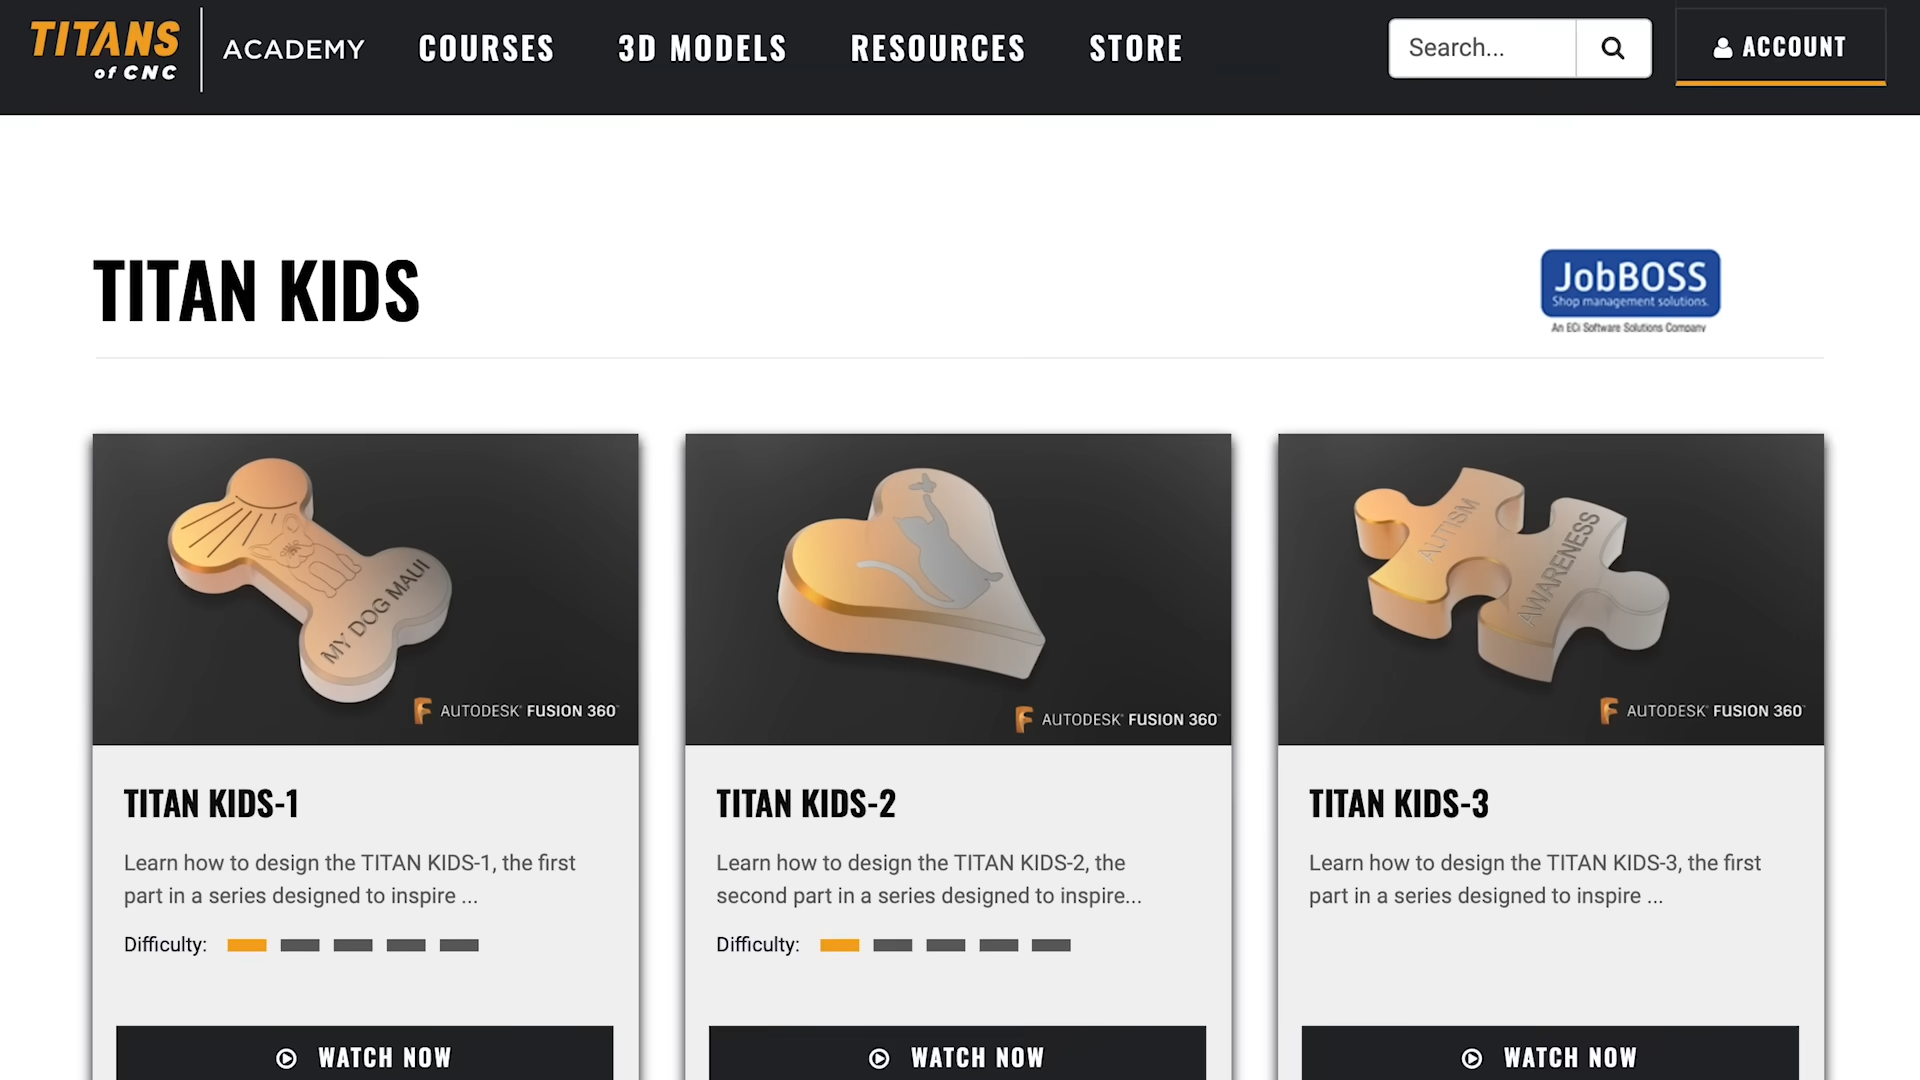 TITANS
of CNC
ACADEMY
COURSES
3D MODELS
RESOURCES
STORE
Search...
ACCOUNT
TITAN KIDS
JobBOSS
Shop management solutions.
An ECi Software Solutions Company
MY DOG MAUI
AUTODESK® FUSION 360™
AUTODESK® FUSION 360™
AUTISM
AWARENESS
AUTODESK® FUSION 360™
TITAN KIDS-1
Learn how to design the TITAN KIDS-1, the first
part in a series designed to inspire ...
Difficulty:
WATCH NOW
TITAN KIDS-2
Learn how to design the TITAN KIDS-2, the
second part in a series designed to inspire...
Difficulty:
WATCH NOW
TITAN KIDS-3
Learn how to design the TITAN KIDS-3, the first
part in a series designed to inspire ...
WATCH NOW